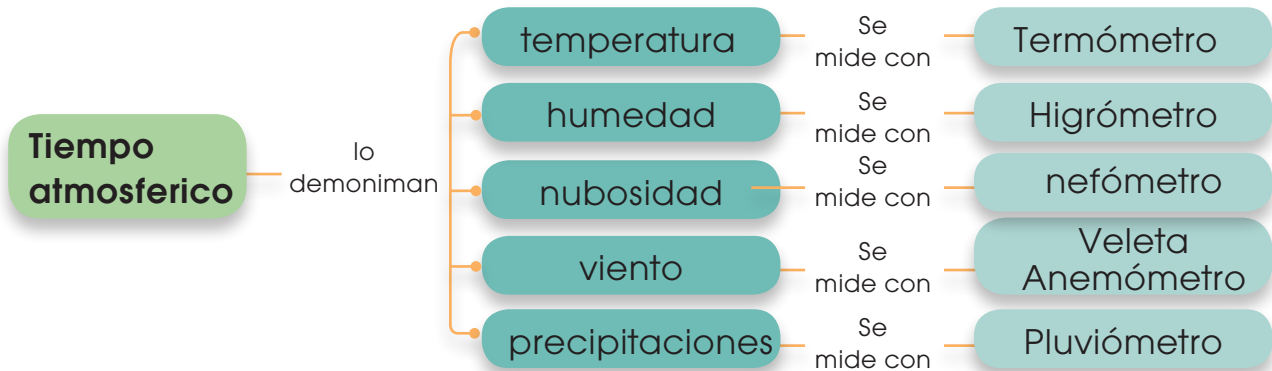 Tiempo
atmosferico
lo
demoniman
temperatura
Se
mide con
Termómetro
humedad
Se
mide con
Higrómetro
nubosidad
Se
mide con
nefómetro
viento
Se
mide con
Veleta
Anemómetro
precipitaciones
Se
mide con
Pluviómetro